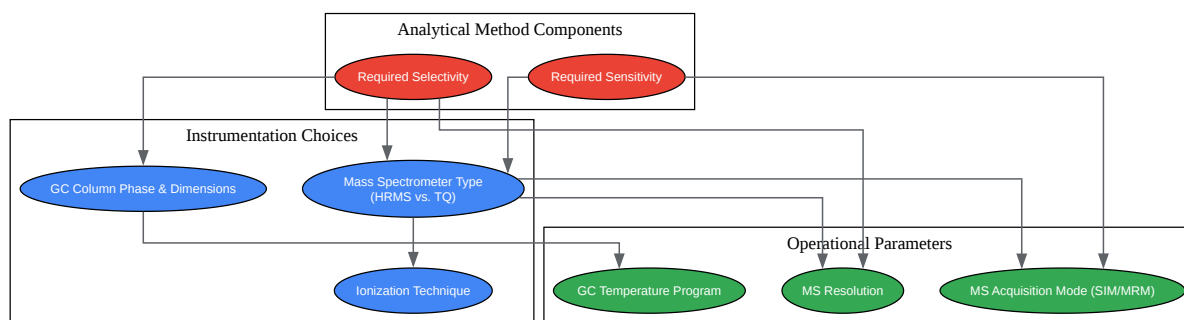 Analytical Method Components
Required Selectivity
Required Sensitivity
Instrumentation Choices
GC Column Phase & Dimensions
Mass Spectrometer Type
(HRMS vs. TQ)
Ionization Technique
Operational Parameters
GC Temperature Program
MS Resolution
MS Acquisition Mode (SIM/MRM)